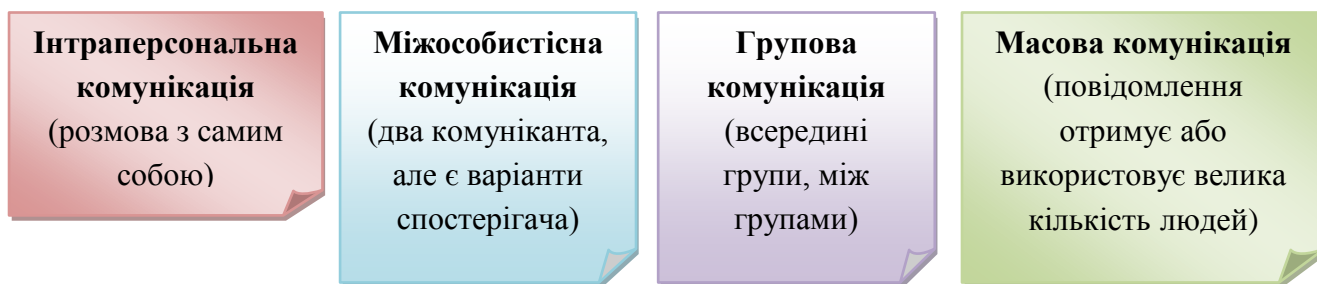 Інтраперсональна
комунікація
(розмова з самим
собою)
Міжособистісна
комунікація
(два комуніканта,
але є варіанти
спостерігача)
Групова
комунікація
(всередині
групи, між
групами)
Масова комунікація
(повідомлення
отримує або
використовує велика
кількість людей)